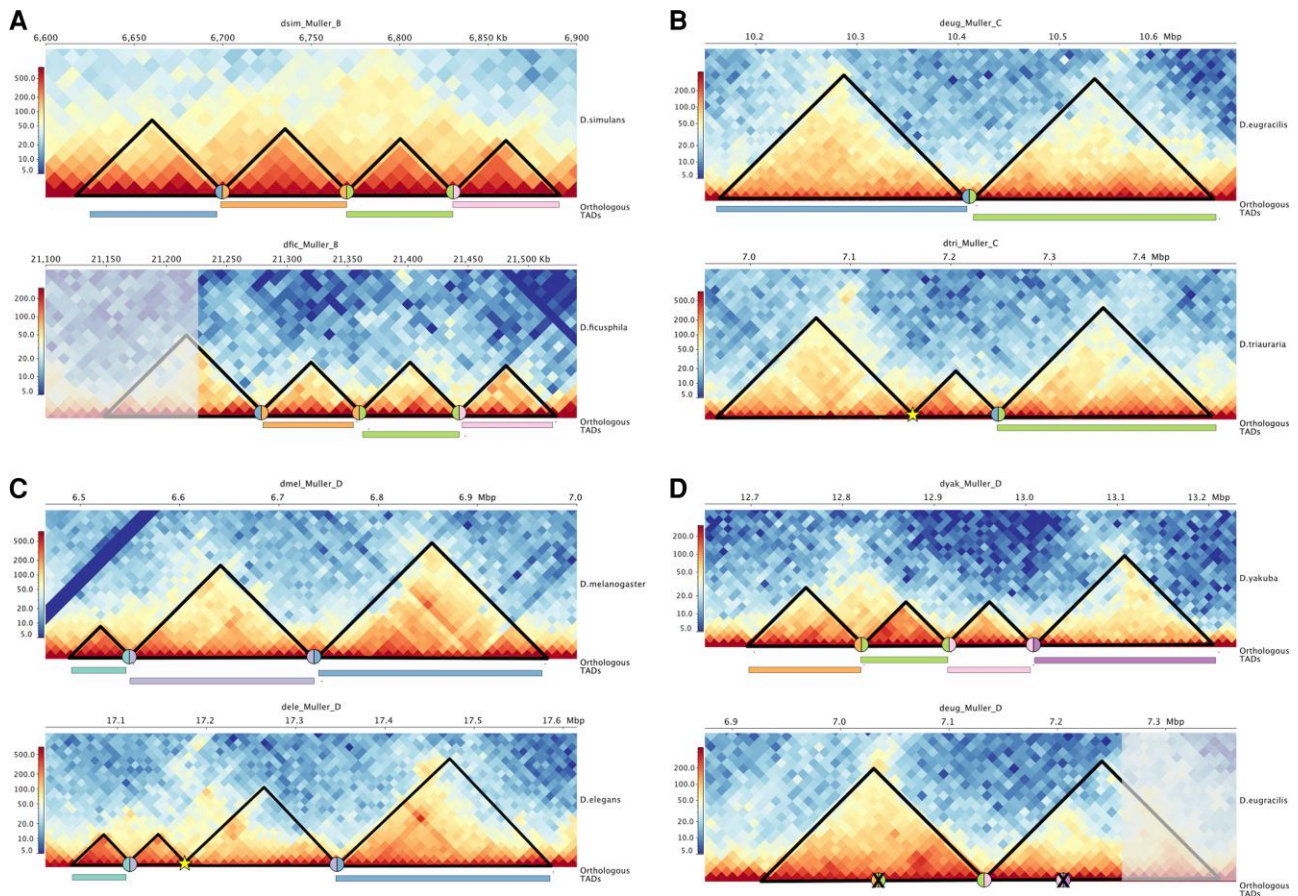 A
dsim_Muller_B
6,600 6,650 6,700 6,750 6,800 6,850 Kb 6,900
500.0
200.0
100.0
50.0
20.0
10.0
5.0
D.simulans
Orthologous
TADs
dfic_Muller_B
21,100 21,150 21,200 21,250 21,300 21,350 21,400 21,450 21,500 Kb
200.0
100.0
50.0
20.0
10.0
5.0
D.ficusphila
Orthologous
TADs
B
deug_Muller_C
10.2 10.3 10.4 10.5 10.6 Mbp
200.0
100.0
50.0
20.0
10.0
5.0
D.eugracilis
Orthologous
TADs
dtri_Muller_C
7.0 7.1 7.2 7.3 7.4 Mbp
500.0
200.0
100.0
50.0
20.0
10.0
5.0
D.triauraria
Orthologous
TADs
C
dmel_Muller_D
6.5 6.6 6.7 6.8 6.9 Mbp 7.0
500.0
200.0
100.0
50.0
20.0
10.0
5.0
D.melanogaster
Orthologous
TADs
dele_Muller_D
17.1 17.2 17.3 17.4 17.5 17.6 Mbp
500.0
200.0
100.0
50.0
20.0
10.0
5.0
D.elegans
Orthologous
TADs
D
dyak_Muller_D
12.7 12.8 12.9 13.0 13.1 13.2 Mbp
500.0
200.0
100.0
50.0
20.0
10.0
5.0
D.yakuba
Orthologous
TADs
deug_Muller_D
6.9 7.0 7.1 7.2 7.3 Mbp
200.0
100.0
50.0
20.0
10.0
5.0
D.eugracilis
Orthologous
TADs